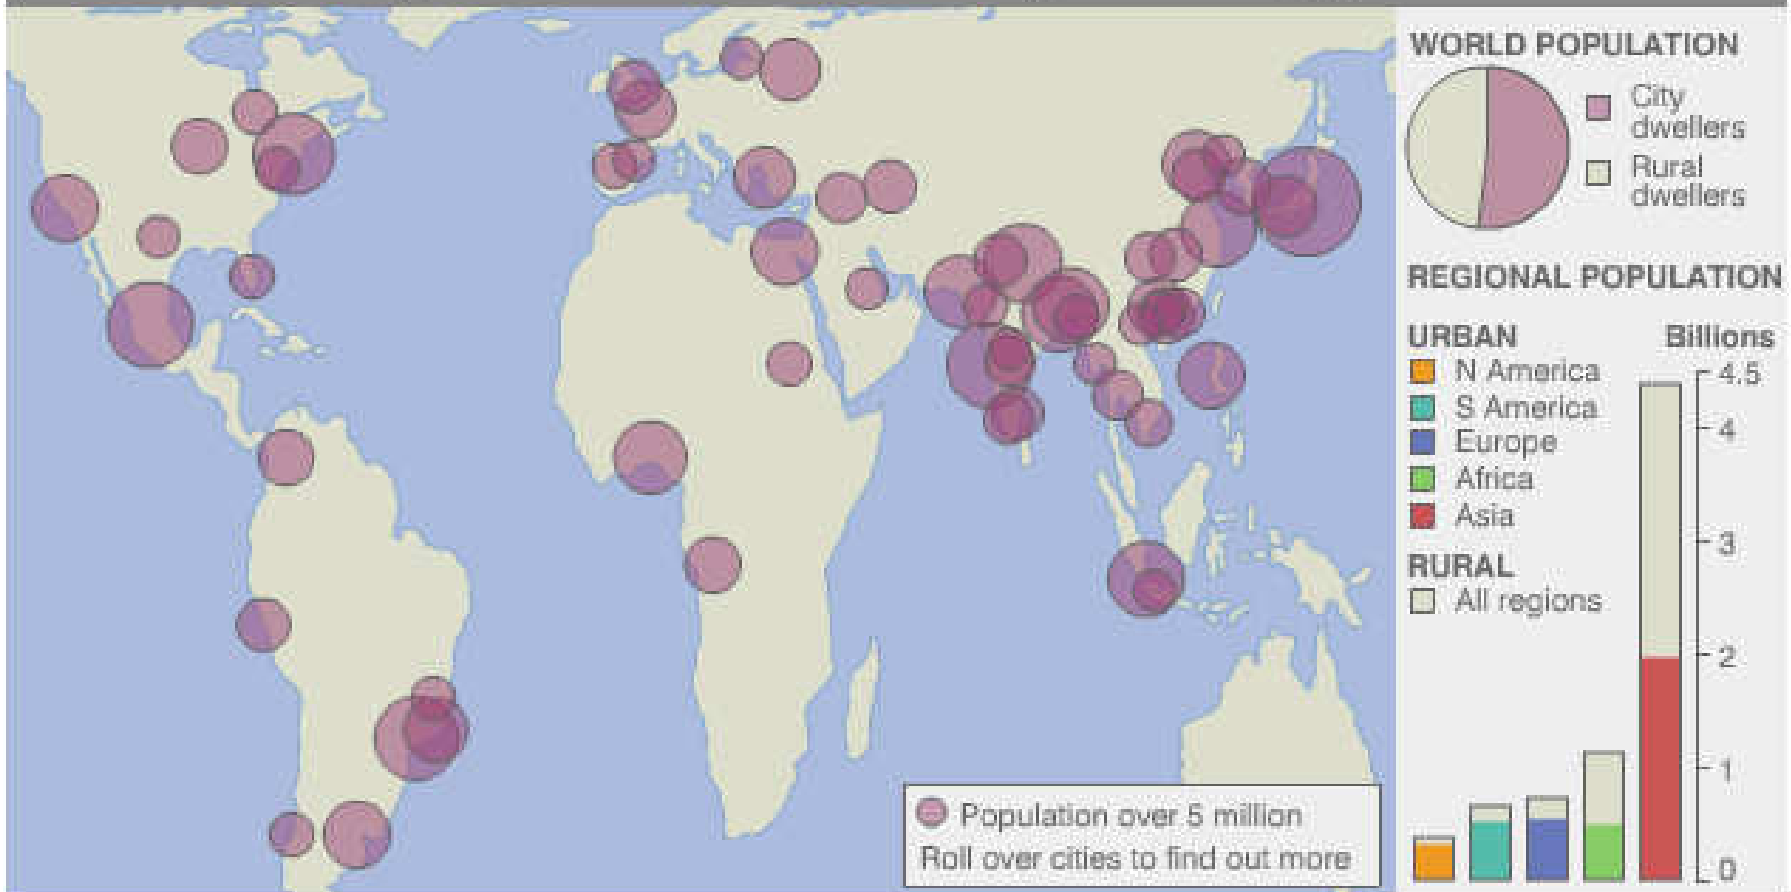 WORLD POPULATION
City
dwellers
Rural
dwellers
REGIONAL POPULATION
URBAN
Billions
N America
S America
Europe
Africa
Asia
RURAL
All regions
4.5
4
3
2
1
0
Population over 5 million
Roll over cities to find out more